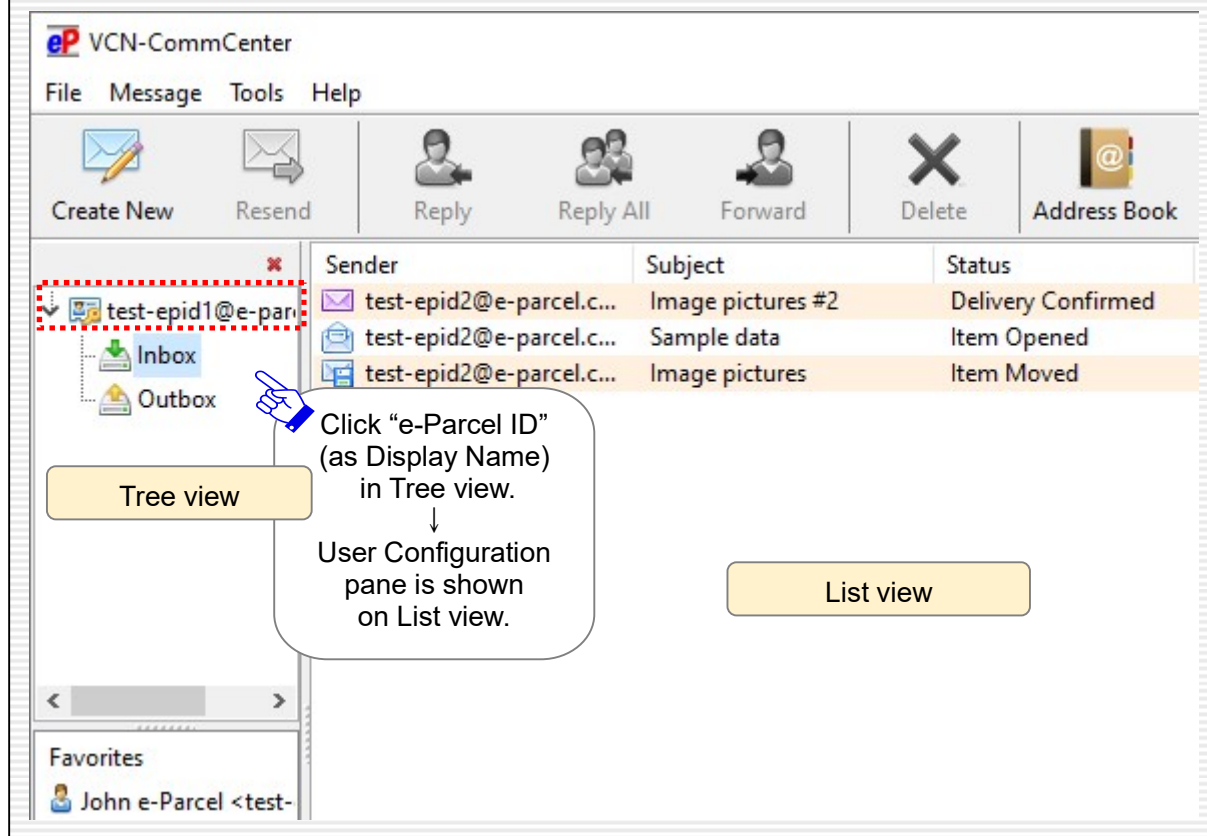 eP VCN-CommCenter
File Message Tools Help
Create New Resend Reply Reply All Forward Delete Address Book
Sender Subject Status
test-epid1@e-par
test-epid2@e-parcel.c... Image pictures #2 Delivery Confirmed
Inbox
test-epid2@e-parcel.c... Sample data Item Opened
test-epid2@e-parcel.c... Image pictures Item Moved
Outbox
Click “e-Parcel ID”
(as Display Name)
in Tree view.
↓
User Configuration
pane is shown
on List view.
Tree view
List view
Favorites
John e-Parcel <test-